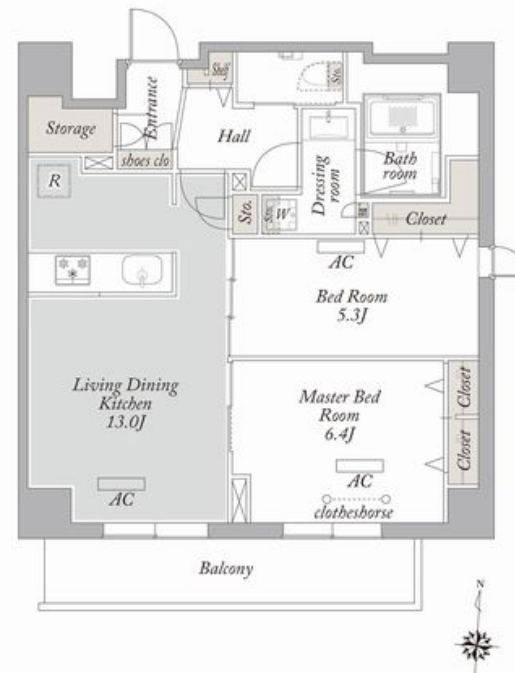 Entrance
Shelf
Sto.
Storage
Hall
shoes clo
Dressing
room
Bath
room
R
Sto.
Sto.
W
Closet
AC
Bed Room
5.3J
Living Dining
Kitchen
13.0J
Master Bed
Room
6.4J
Closet
Closet
AC
AC
clotheshorse
Balcony
N